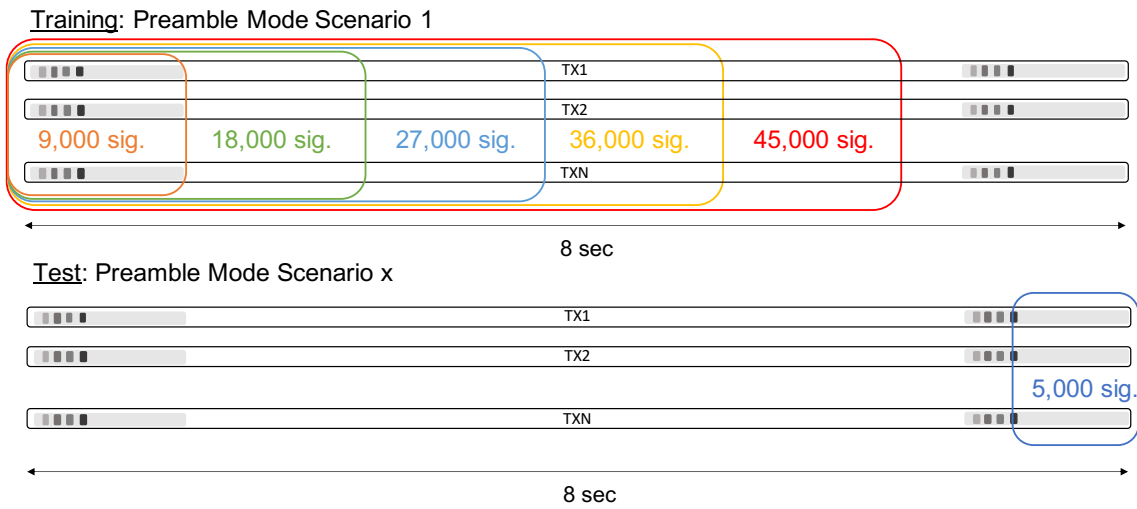 Training: Preamble Mode Scenario 1
TX1
TX2
9,000 sig. 18,000 sig. 27,000 sig. 36,000 sig. 45,000 sig.
TXN
8 sec
Test: Preamble Mode Scenario x
TX1
TX2
5,000 sig.
TXN
8 sec